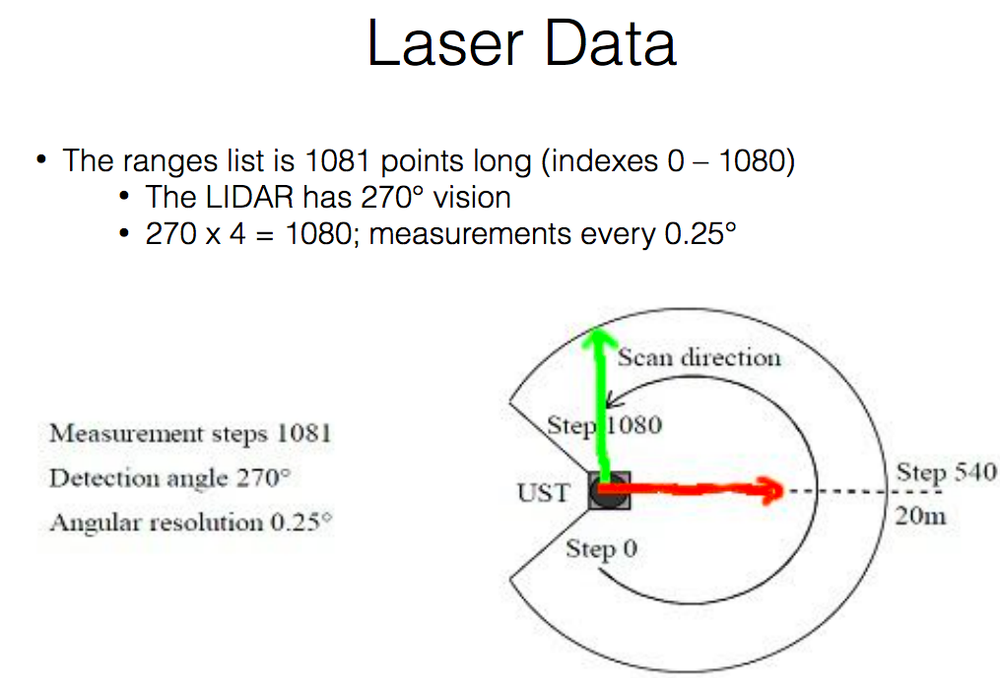 Laser Data
• The ranges list is 1081 points long (indexes 0 – 1080)
• The LIDAR has 270° vision
• 270 x 4 = 1080; measurements every 0.25°
Scan direction
Step 1080
Measurement steps 1081
Detection angle 270°
Angular resolution 0.25°
UST
Step 540
20m
Step 0